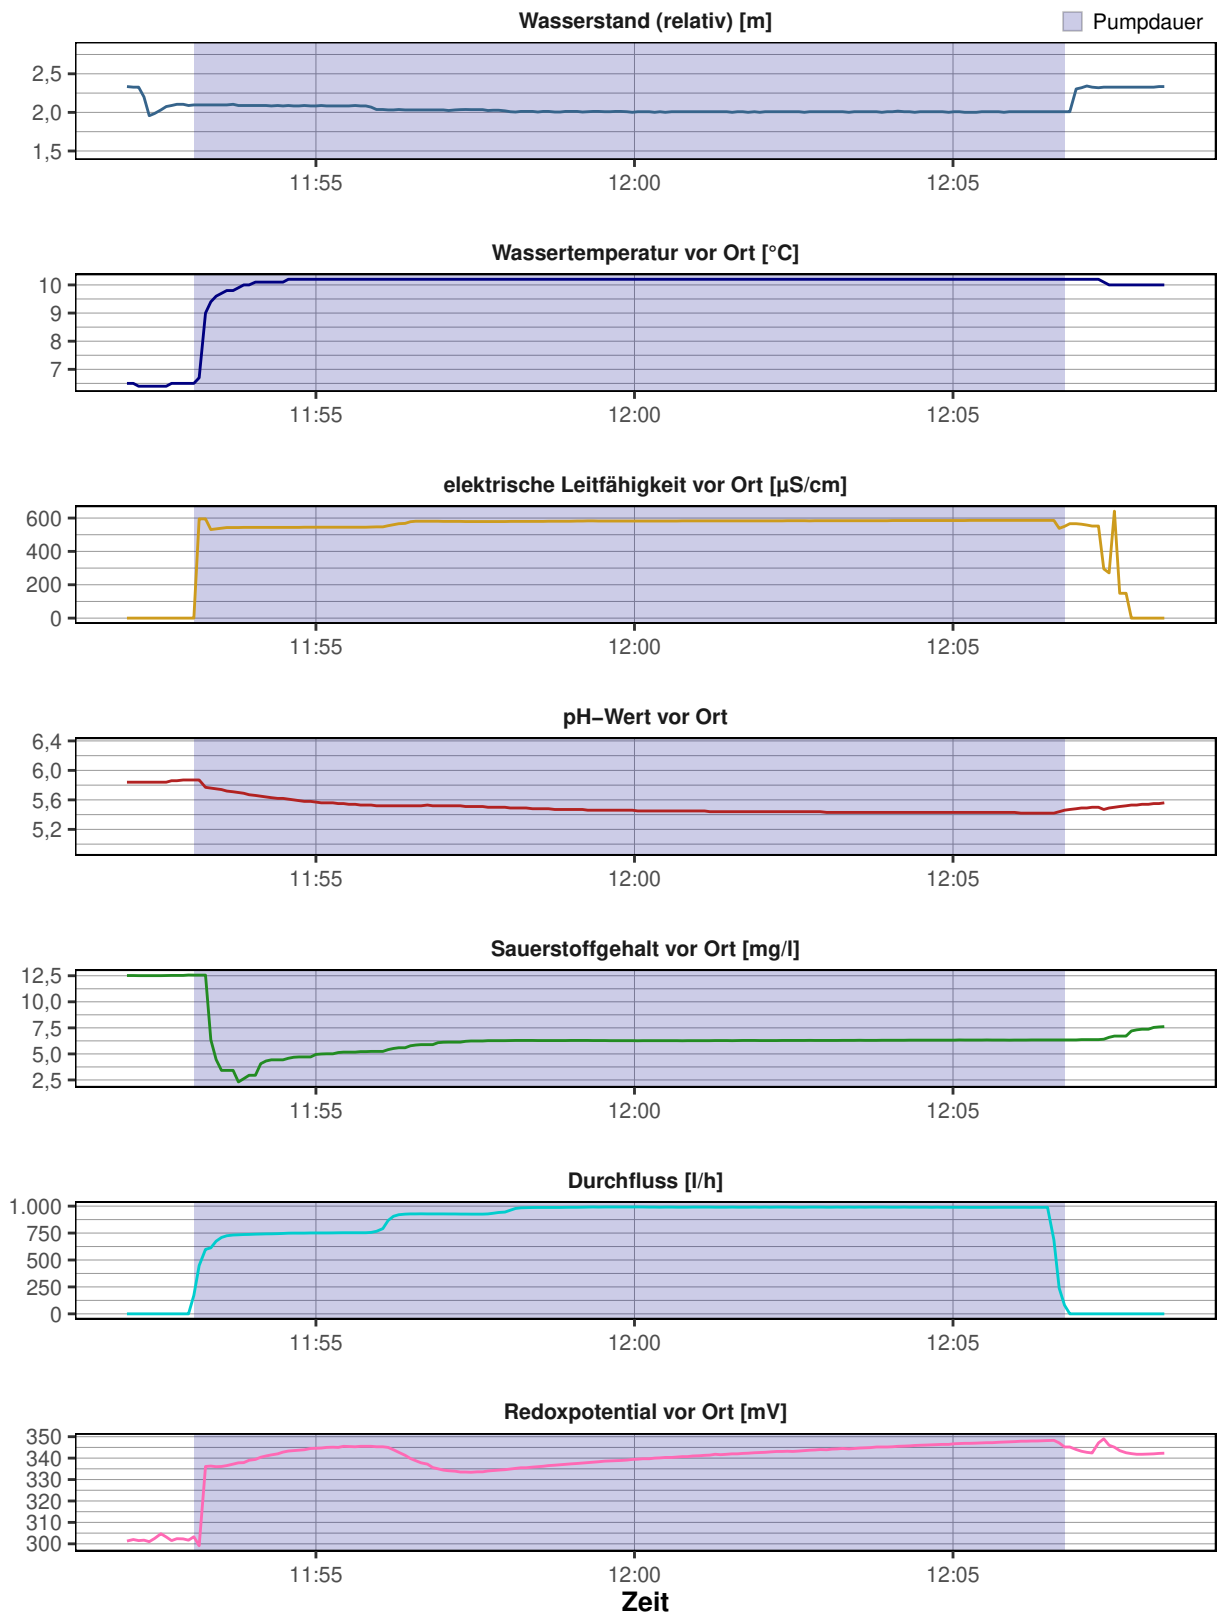 Wasserstand (relativ) [m]
Pumpdauer
2,5
2,0
1,5
11:55 12:00 12:05
Wassertemperatur vor Ort [°C]
10
9
8
7
11:55 12:00 12:05
elektrische Leitfähigkeit vor Ort [µS/cm]
600
400
200
0
11:55 12:00 12:05
pH−Wert vor Ort
6,4
6,0
5,6
5,2
11:55 12:00 12:05
Sauerstoffgehalt vor Ort [mg/l]
12,5
10,0
7,5
5,0
2,5
11:55 12:00 12:05
Durchfluss [l/h]
1.000
750
500
250
0
11:55 12:00 12:05
Redoxpotential vor Ort [mV]
350
340
330
320
310
300
11:55 12:00 12:05
Zeit